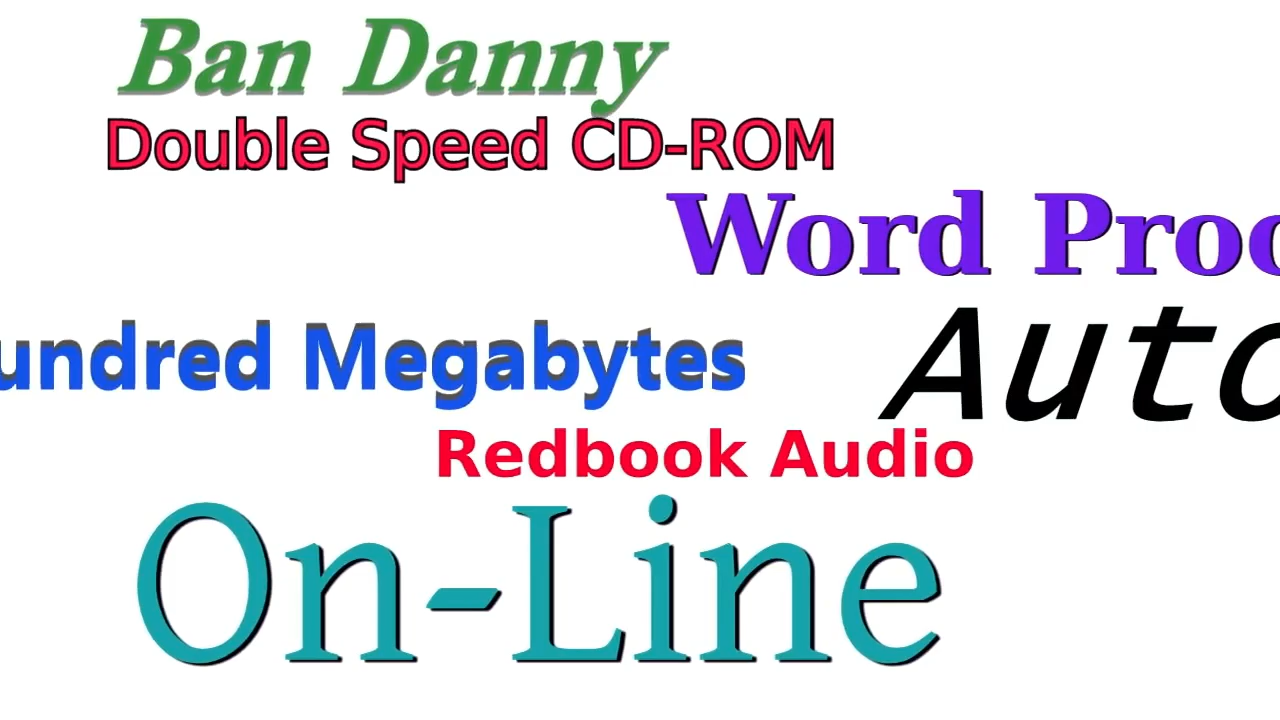 Ban Danny
Double Speed CD-ROM
Word Proc
undred Megabytes
Auto
Redbook Audio
On-Line